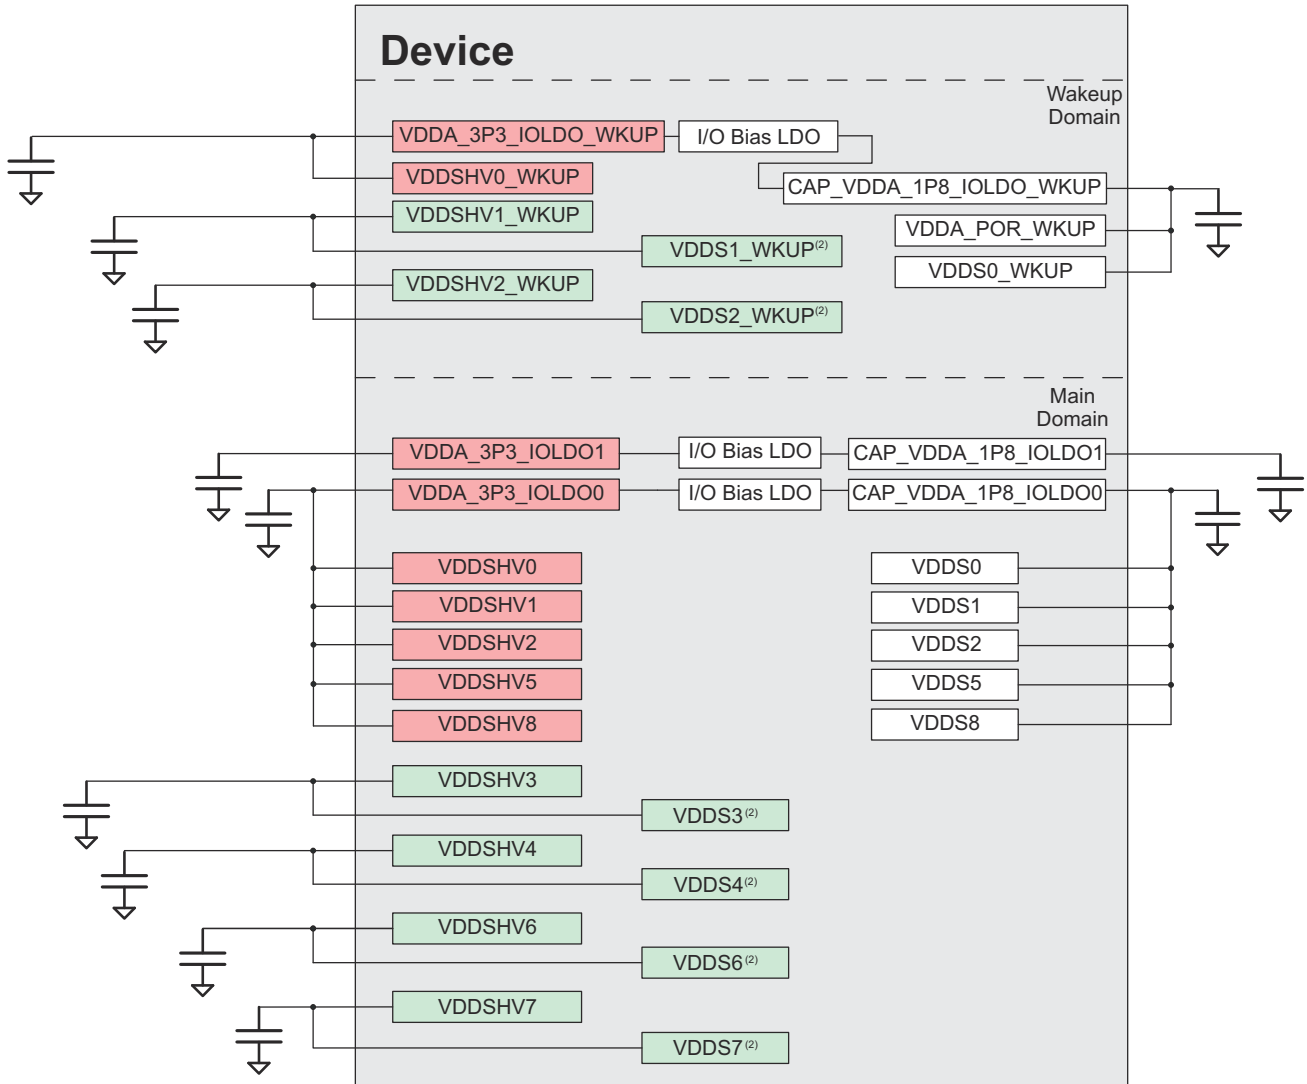 Device
Wakeup
Domain
VDDA_3P3_IOLDO_WKUP
I/O Bias LDO
VDDSHV0_WKUP
CAP_VDDA_1P8_IOLDO_WKUP
VDDSHV1_WKUP
VDDA_POR_WKUP
VDDS1_WKUP(2)
VDDS0_WKUP
VDDSHV2_WKUP
VDDS2_WKUP(2)
Main
Domain
VDDA_3P3_IOLDO1
I/O Bias LDO
CAP_VDDA_1P8_IOLDO1
VDDA_3P3_IOLDO0
I/O Bias LDO
CAP_VDDA_1P8_IOLDO0
VDDSHV0
VDDS0
VDDSHV1
VDDS1
VDDSHV2
VDDS2
VDDSHV5
VDDS5
VDDSHV8
VDDS8
VDDSHV3
VDDS3(2)
VDDSHV4
VDDS4(2)
VDDSHV6
VDDS6(2)
VDDSHV7
VDDS7(2)